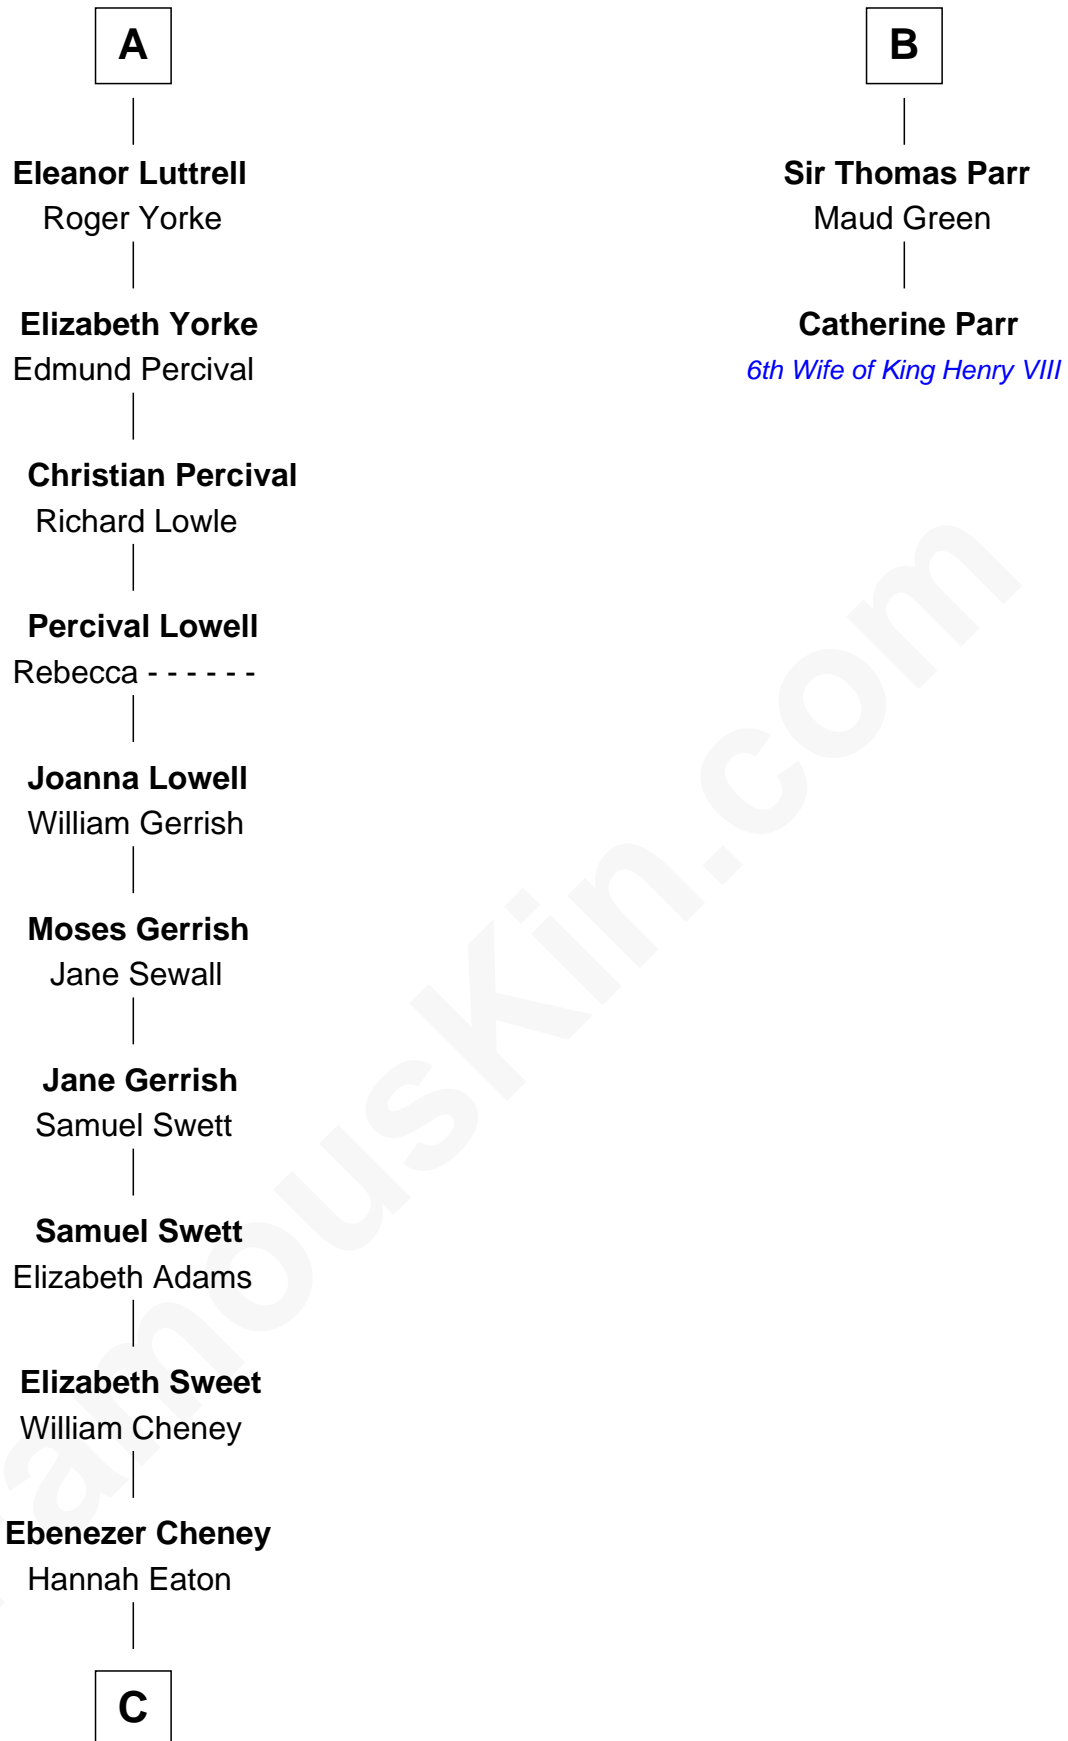 A
Eleanor Luttrell
Roger Yorke
Elizabeth Yorke
Edmund Percival
Christian Percival
Richard Lowle
Percival Lowell
Rebecca - - - - - -
Joanna Lowell
William Gerrish
Moses Gerrish
Jane Sewall
Jane Gerrish
Samuel Swett
Samuel Swett
Elizabeth Adams
Elizabeth Sweet
William Cheney
Ebenezer Cheney
Hannah Eaton
C
B
Sir Thomas Parr
Maud Green
Catherine Parr
6th Wife of King Henry VIII
FamousKin.com